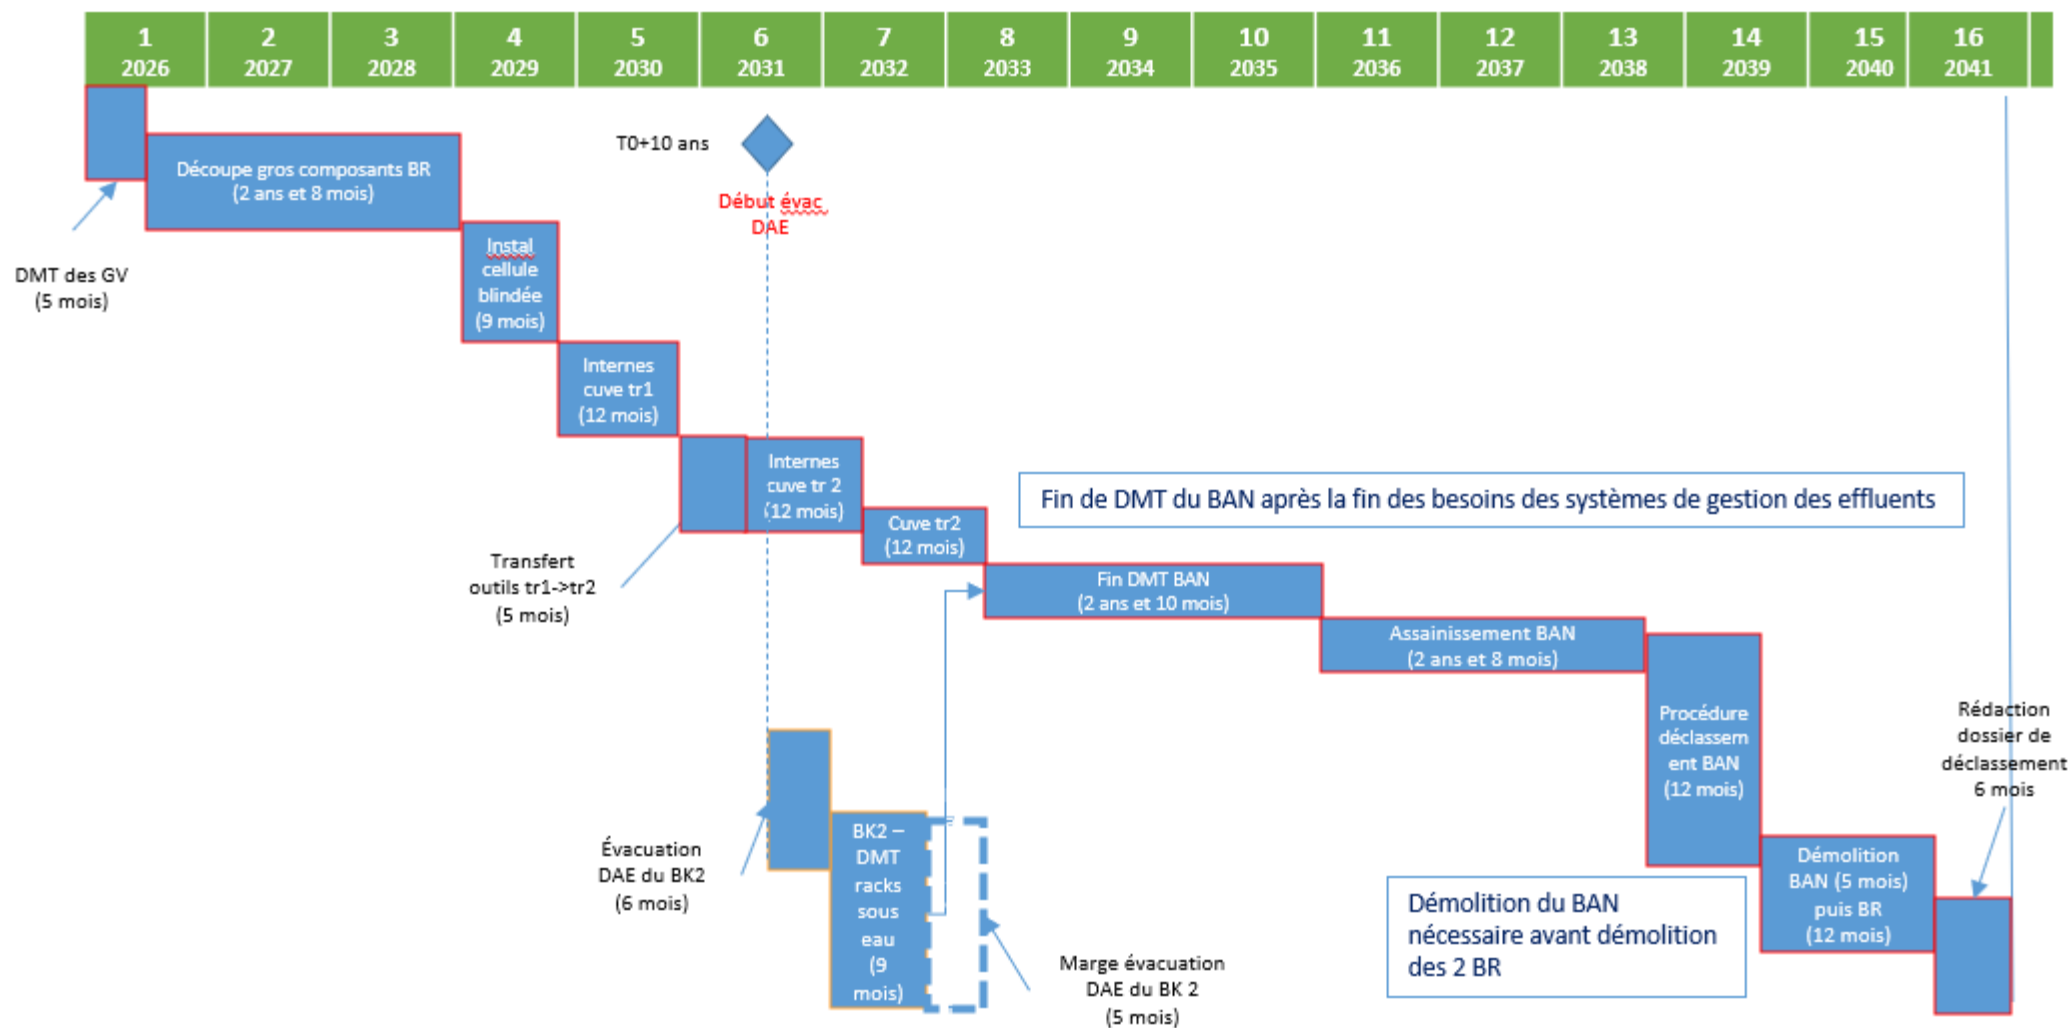 1 2 3 4 5 6 7 8 9 10 11 12 13 14 15 16
2026 2027 2028 2029 2030 2031 2032 2033 2034 2035 2036 2037 2038 2039 2040 2041
T0+10 ans
Début évac
DAE
Découpe gros composants BR
(2 ans et 8 mois)
DMT des GV
(5 mois)
Instal
cellule
blindée
(9 mois)
Internes
cuve tr1
(12 mois)
Internes
cuve tr 2
(12 mois)
Transfert
outils tr1->tr2
(5 mois)
Cuve tr2
(12 mois)
Fin de DMT du BAN après la fin des besoins des systèmes de gestion des effluents
Fin DMT BAN
(2 ans et 10 mois)
Assainissement BAN
(2 ans et 8 mois)
Procédure
déclassem
ent BAN
(12 mois)
Rédaction
dossier de
déclassement
6 mois
Évacuation
DAE du BK2
(6 mois)
BK2 –
DMT
racks
sous
eau
(9
mois)
Marge évacuation
DAE du BK 2
(5 mois)
Démolition du BAN
nécessaire avant démolition
des 2 BR
Démolition
BAN (5 mois)
puis BR
(12 mois)